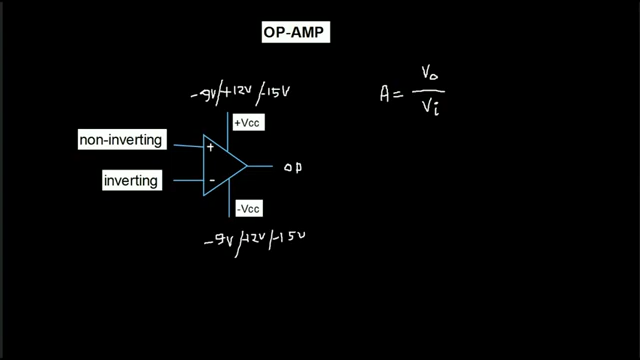 OP-AMP
-9V/+12V/-15V
A = Vo / Vi
+Vcc
non-inverting
+
inverting
-
OP
-Vcc
-9V/-12V/-15V